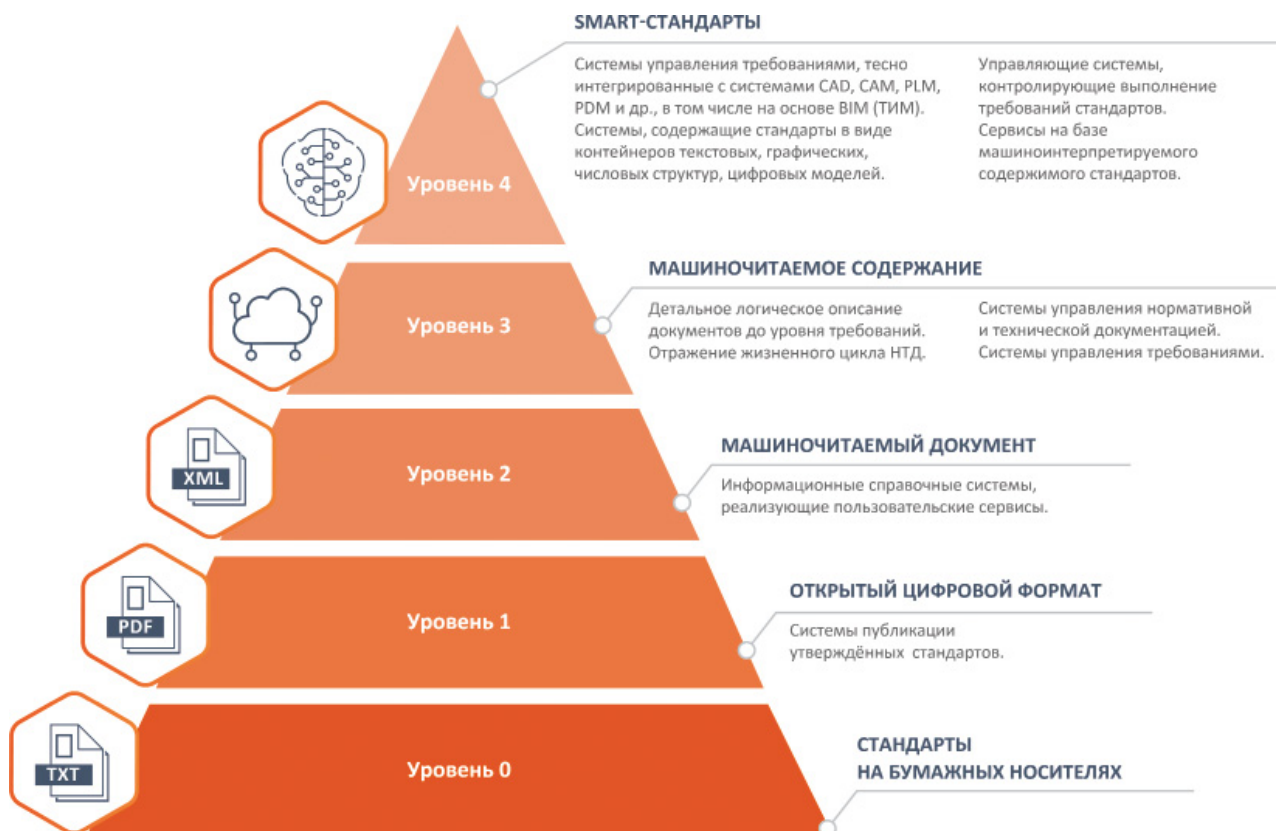 SMART-СТАНДАРТЫ
Системы управления требованиями, тесно
интегрированные с системами CAD, CAM, PLM,
PDM и др., в том числе на основе BIM (ТИМ).
Системы, содержащие стандарты в виде
контейнеров текстовых, графических,
числовых структур, цифровых моделей.
Управляющие системы,
контролирующие выполнение
требований стандартов.
Сервисы на базе
машиноинтерпретируемого
содержимого стандартов.
Уровень 4
МАШИНОЧИТАЕМОЕ СОДЕРЖАНИЕ
Детальное логическое описание
документов до уровня требований.
Отражение жизненного цикла НТД.
Системы управления нормативной
и технической документацией.
Системы управления требованиями.
Уровень 3
МАШИНОЧИТАЕМЫЙ ДОКУМЕНТ
Информационные справочные системы,
реализующие пользовательские сервисы.
XML
Уровень 2
ОТКРЫТЫЙ ЦИФРОВОЙ ФОРМАТ
Системы публикации
утверждённых стандартов.
PDF
Уровень 1
СТАНДАРТЫ
НА БУМАЖНЫХ НОСИТЕЛЯХ
TXT
Уровень 0